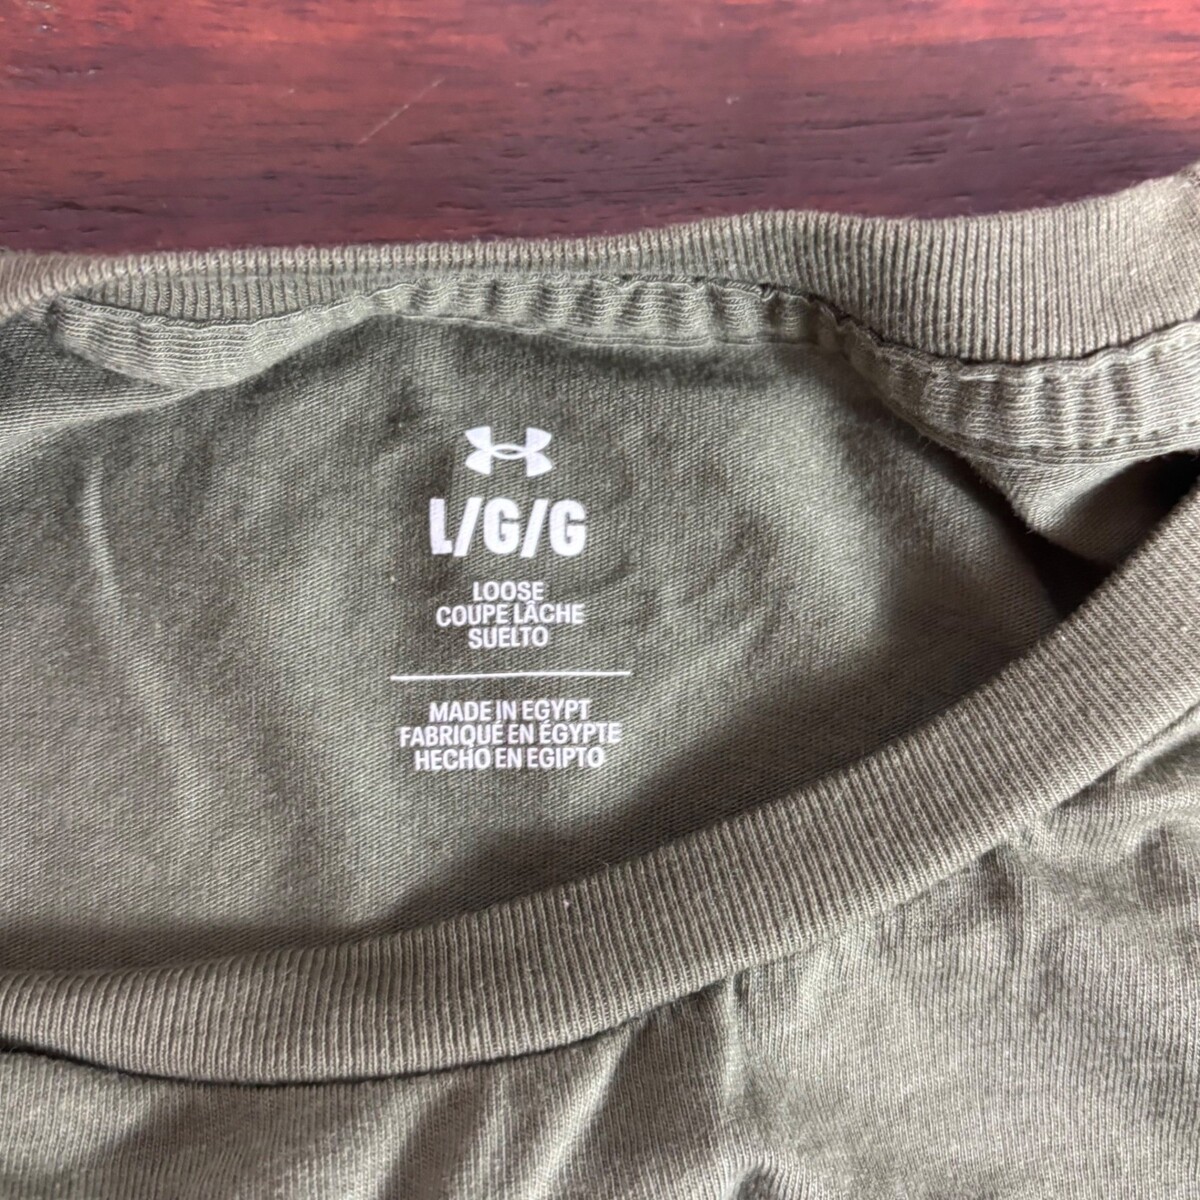 L/G/G
LOOSE
COUPE LÂCHE
SUELTO
MADE IN EGYPT
FABRIQUÉ EN ÉGYPTE
HECHO EN EGIPTO